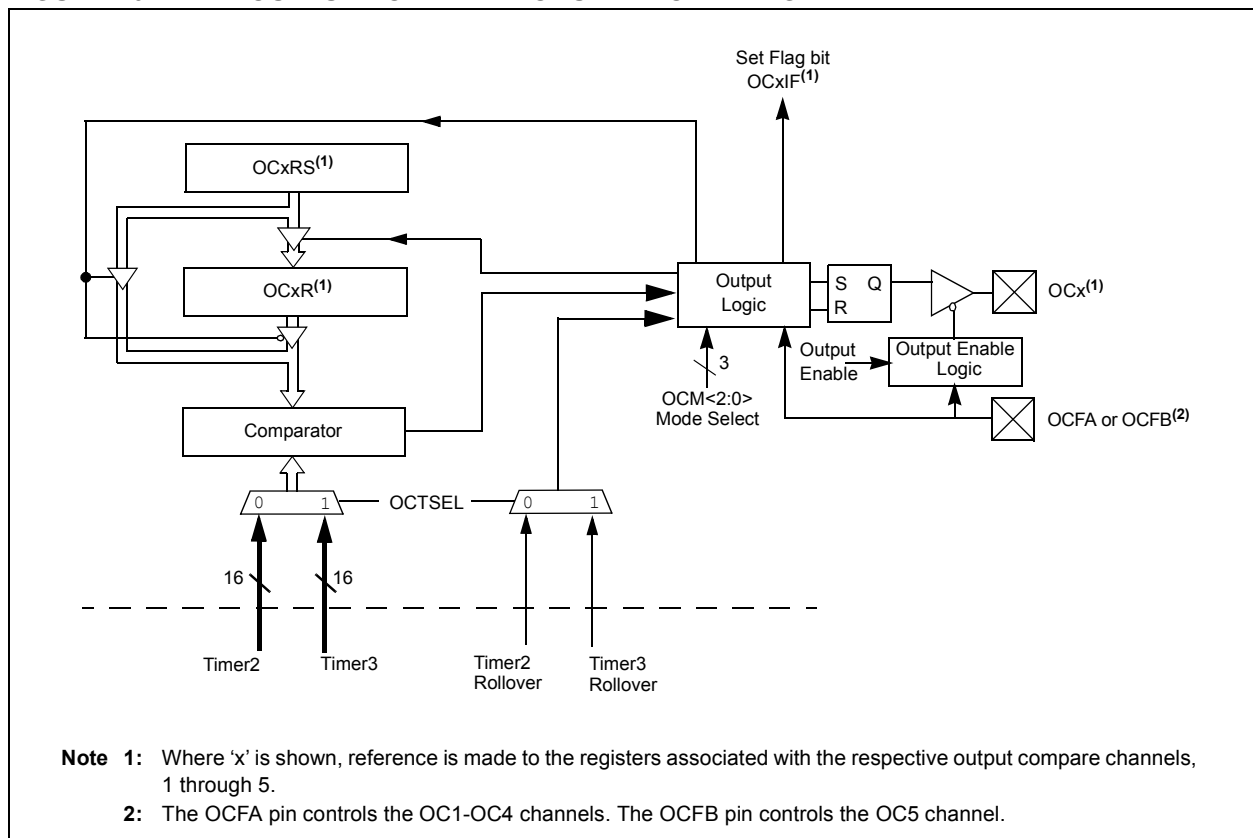 Set Flag bit
OCxIF(1)
OCxRS(1)
OCxR(1)
Output
Logic
S Q
R
OCx(1)
Output
Enable
Output Enable
Logic
3
OCM<2:0>
Mode Select
OCFA or OCFB(2)
Comparator
0 1
OCTSEL
0 1
16
16
Timer2
Timer3
Timer2
Rollover
Timer3
Rollover
Note 1: Where ‘x’ is shown, reference is made to the registers associated with the respective output compare channels,
1 through 5.
2: The OCFA pin controls the OC1-OC4 channels. The OCFB pin controls the OC5 channel.